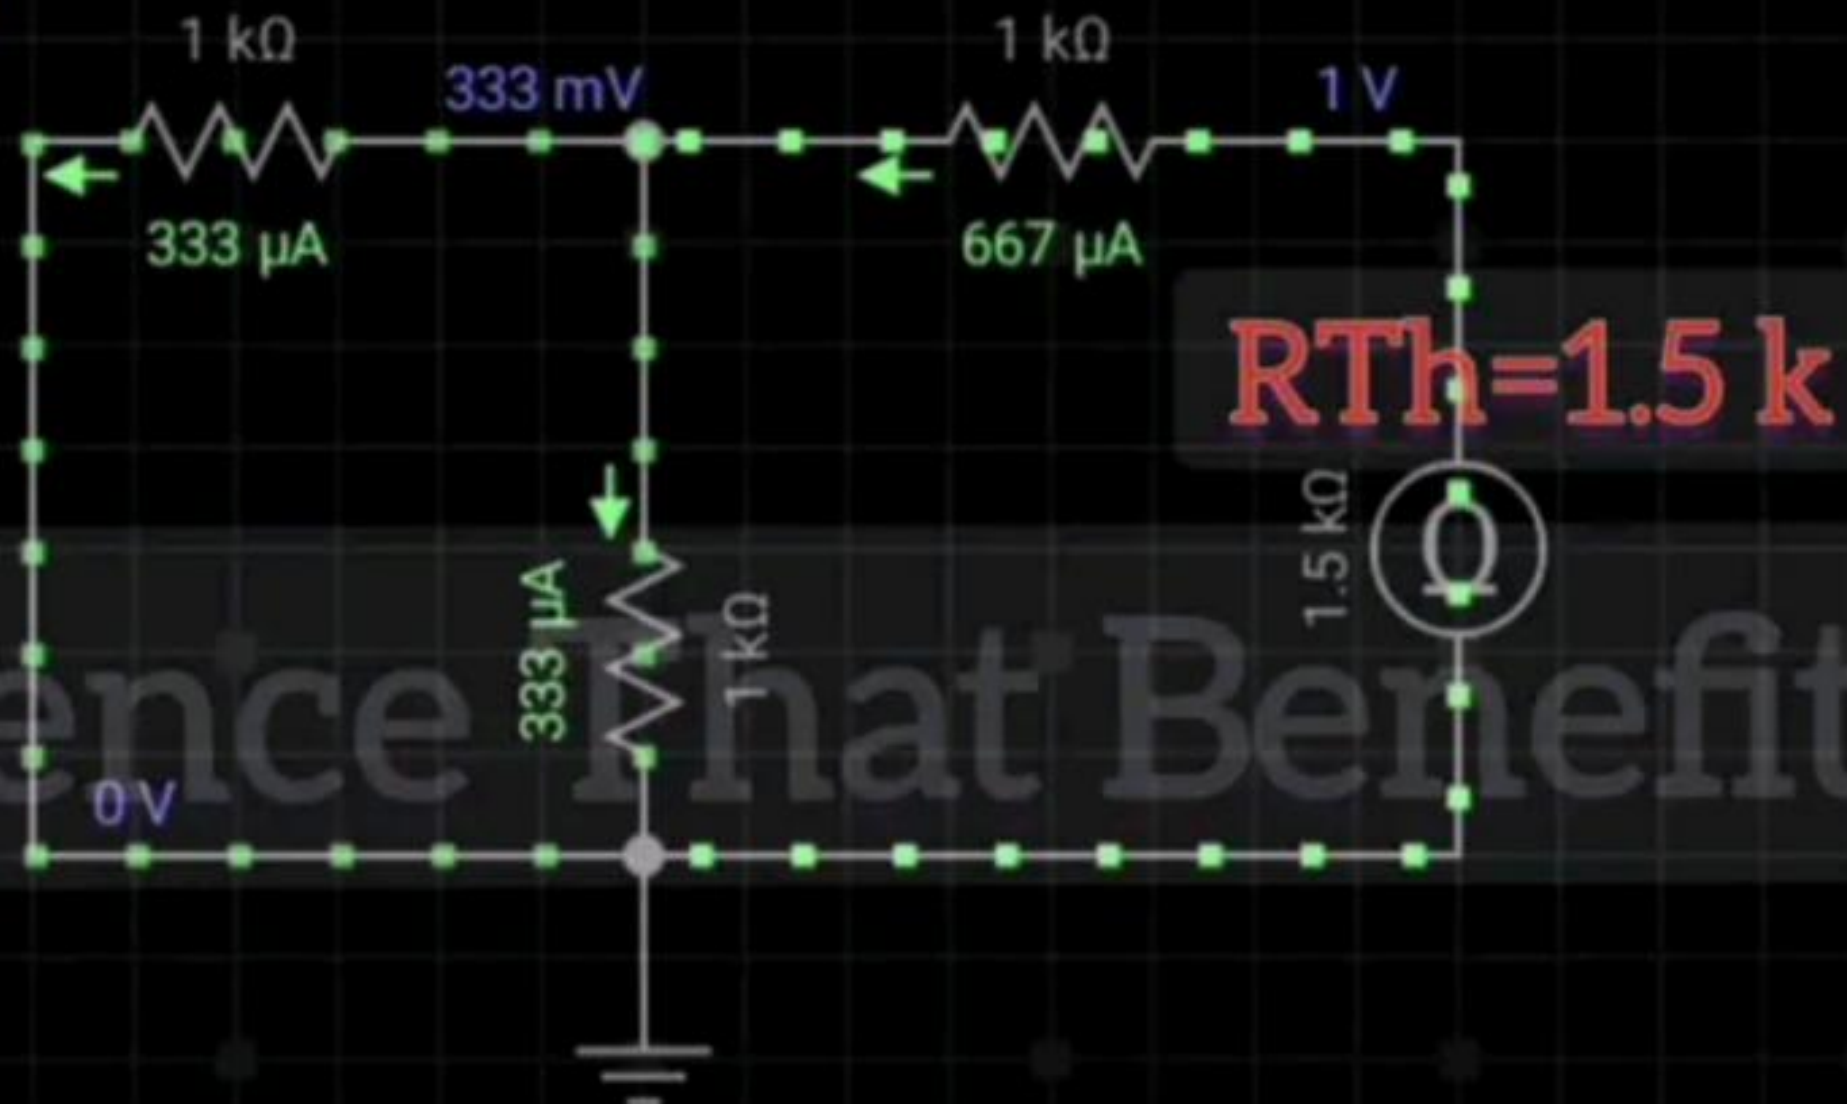 1 kΩ
1 kΩ
333 mV
1 V
333 µA
667 µA
RTh=1.5 k
1.5 kΩ
Ω
333 µA
1 kΩ
ence That Benefit
0 V